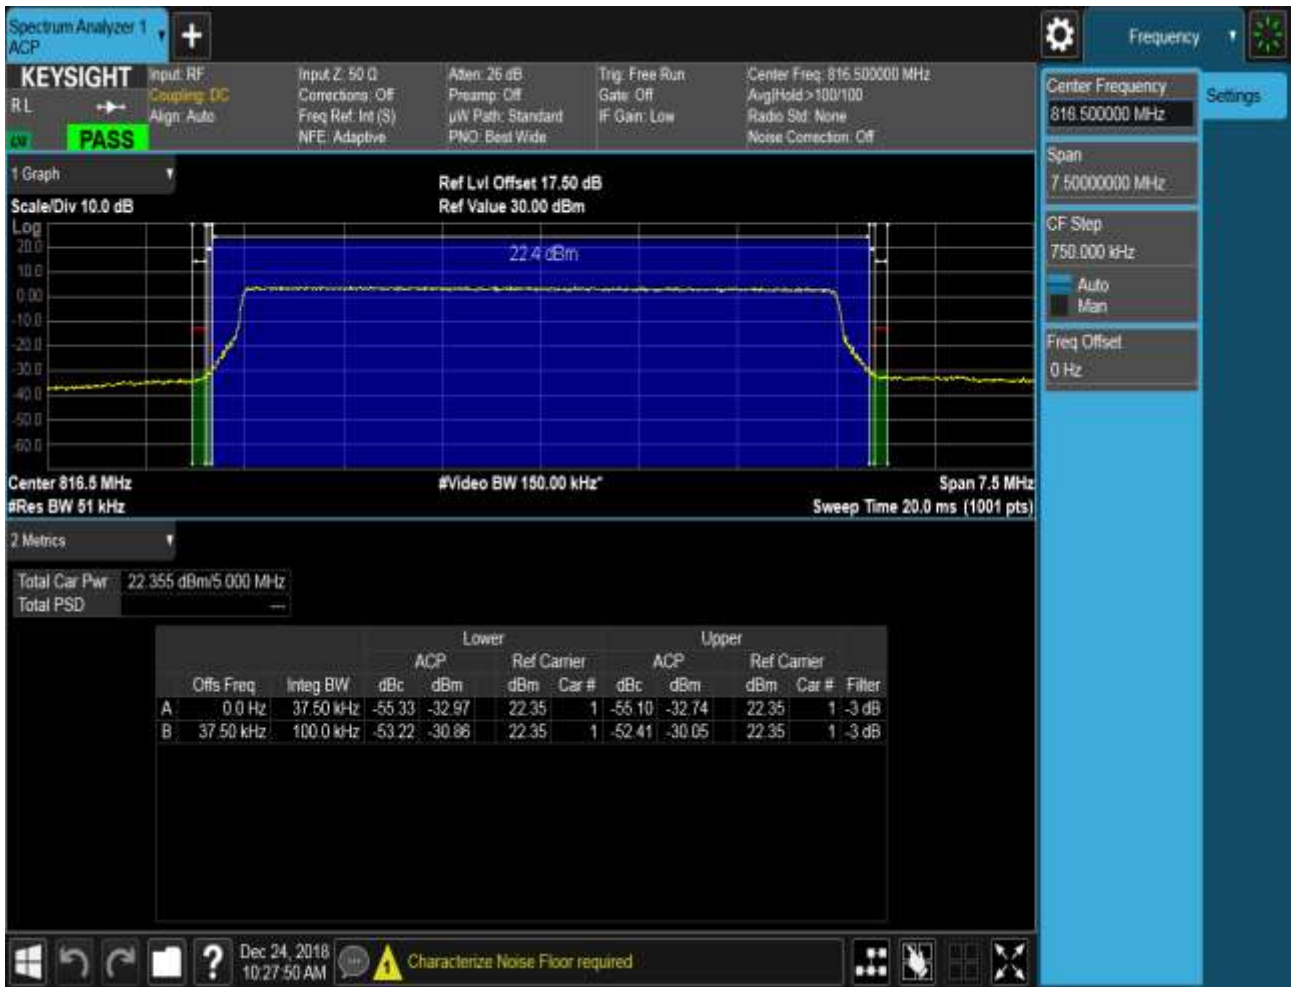 Spectrum Analyzer 1
ACP
Frequency
KEYSIGHT
R L
PASS
Input: RF
Coupling: DC
Align: Auto
Input Z: 50 Ω
Corrections: Off
Freq Ref: Int (S)
NFE: Adaptive
Atten: 26 dB
Preamp: Off
µW Path: Standard
PNO: Best Wide
Trig: Free Run
Gate: Off
IF Gain: Low
Center Freq: 816.500000 MHz
Avg|Hold:>100/100
Radio Std: None
Noise Correction: Off
Center Frequency
816.500000 MHz
Settings
Span
7.50000000 MHz
CF Step
750.000 kHz
Auto
Man
Freq Offset
0 Hz
1 Graph
Scale/Div 10.0 dB
Ref Lvl Offset 17.50 dB
Ref Value 30.00 dBm
Log
20.0
10.0
0.00
-10.0
-20.0
-30.0
-40.0
-50.0
-60.0
22.4 dBm
Center 816.5 MHz
#Video BW 150.00 kHz*
Span 7.5 MHz
#Res BW 51 kHz
Sweep Time 20.0 ms (1001 pts)
2 Metrics
Total Car Pwr 22.355 dBm/5.000 MHz
Total PSD ---
Lower Upper
ACP Ref Carrier ACP Ref Carrier
Offs Freq Integ BW dBc dBm dBm Car # dBc dBm dBm Car # Filter
A 0.0 Hz 37.50 kHz -55.33 -32.97 22.35 1 -55.10 -32.74 22.35 1 -3 dB
B 37.50 kHz 100.0 kHz -53.22 -30.86 22.35 1 -52.41 -30.05 22.35 1 -3 dB
Dec 24, 2018
10:27:50 AM
1
Characterize Noise Floor required